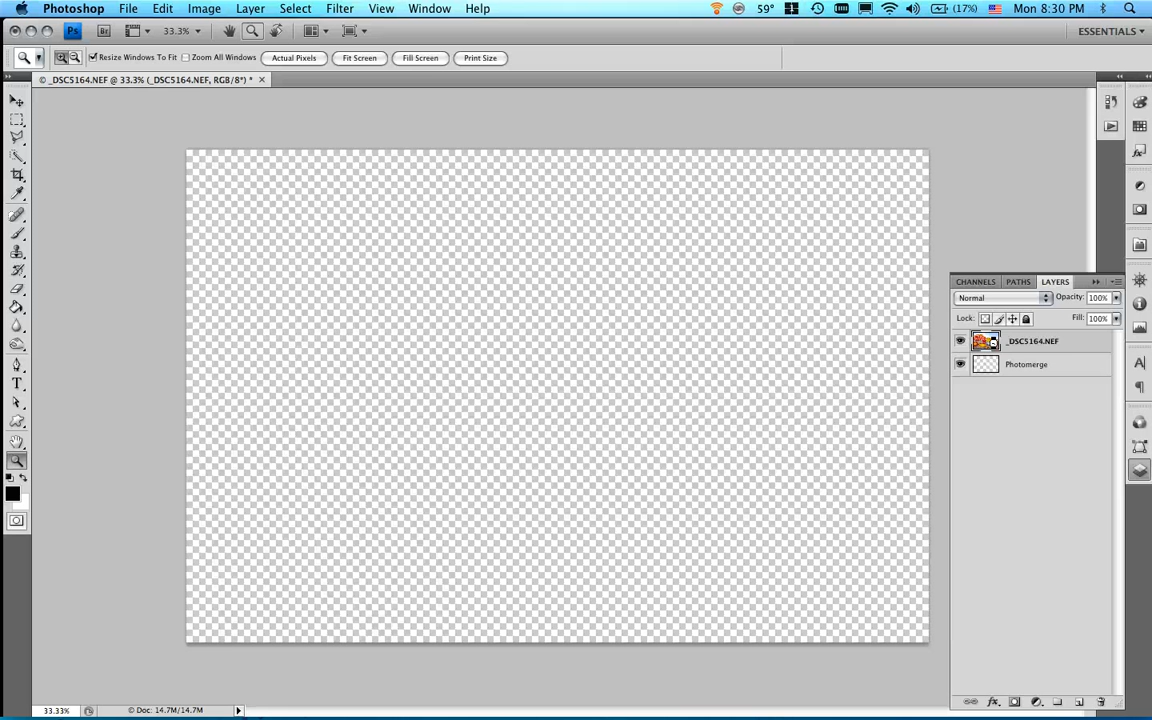 Photoshop File Edit Image Layer Select Filter View Window Help 59° (17%) Mon 8:30 PM
Ps Br 33.3% ESSENTIALS
Resize Windows To Fit Zoom All Windows Actual Pixels Fit Screen Fill Screen Print Size
© _DSC5164.NEF @ 33.3% (_DSC5164.NEF, RGB/8*) *
CHANNELS PATHS LAYERS
Normal Opacity: 100%
Lock: Fill: 100%
_DSC5164.NEF
Photomerge
33.33% © Doc: 14.7M/14.7M